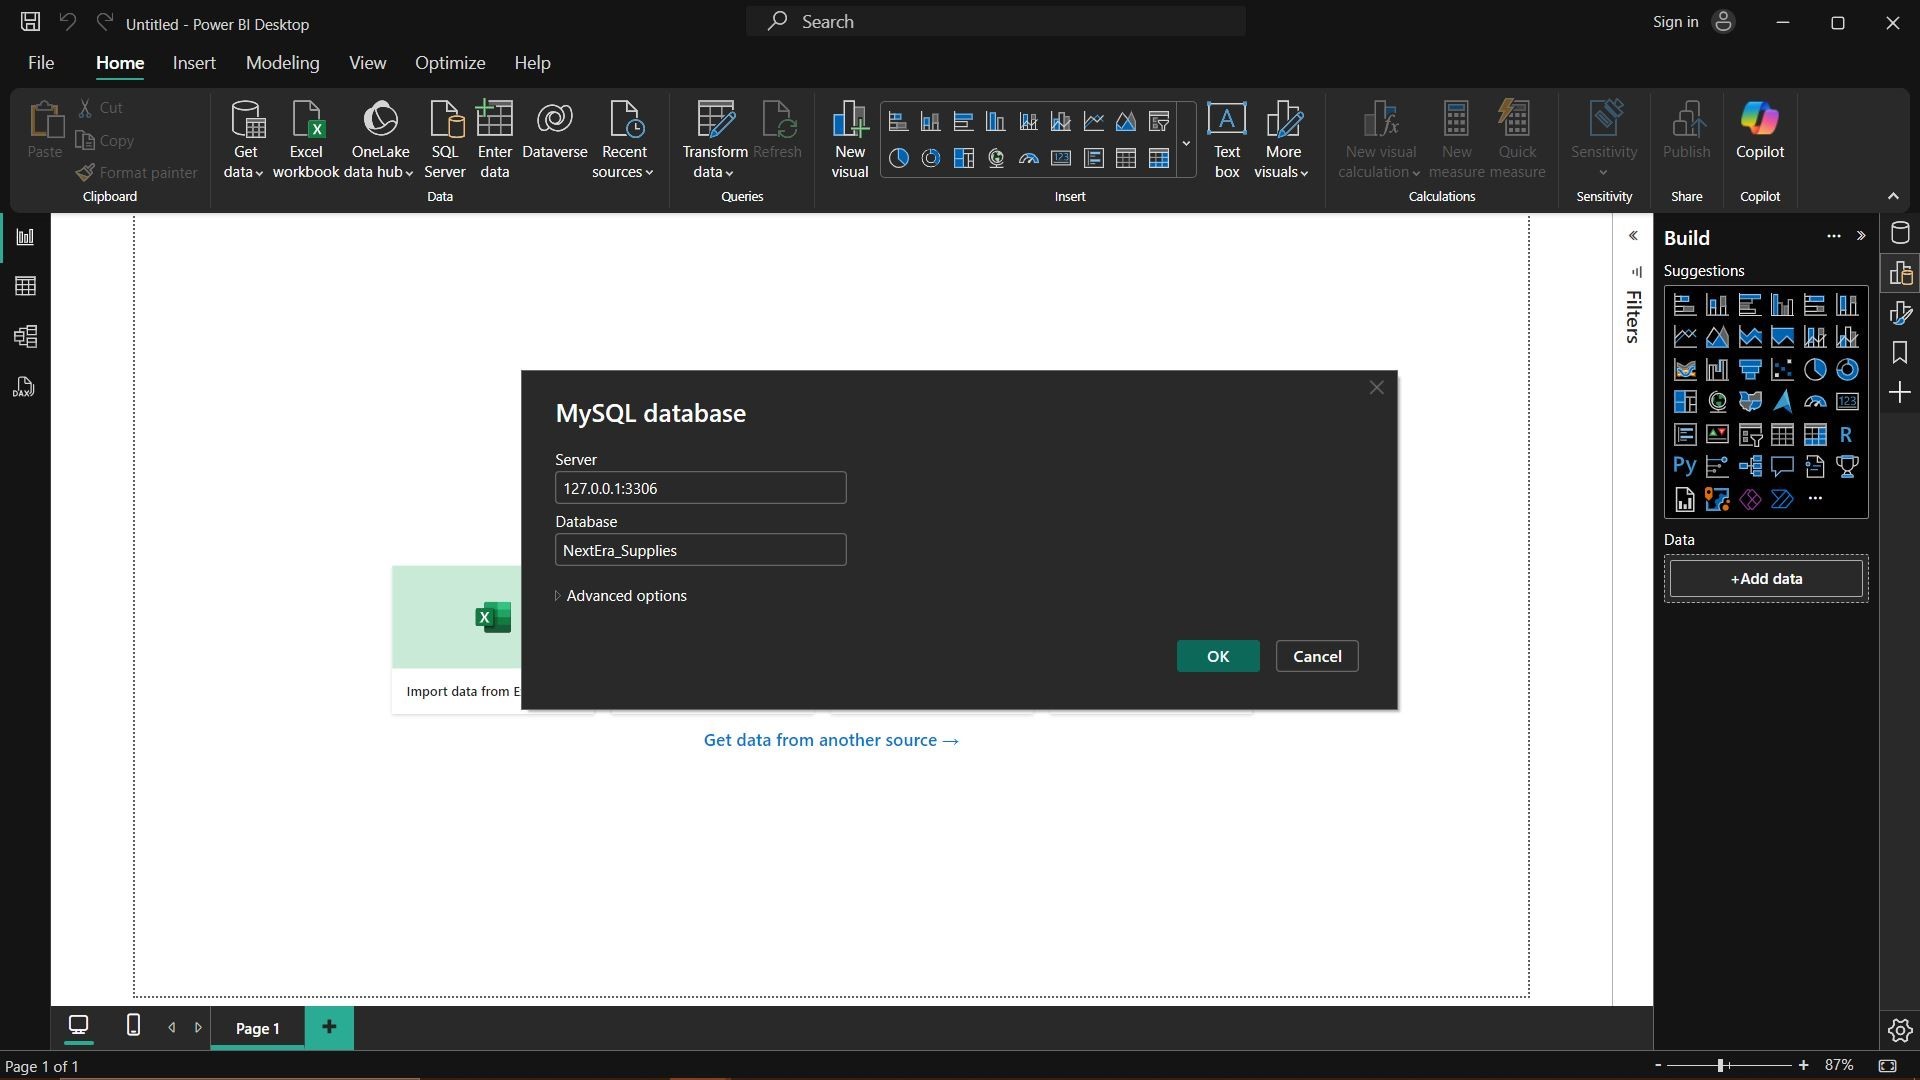 Untitled - Power BI Desktop
Search
Sign in
File Home Insert Modeling View Optimize Help
Paste
Cut
Copy
Format painter
Clipboard
Get data
Excel workbook
OneLake data hub
SQL Server
Enter data
Dataverse
Recent sources
Data
Transform data
Refresh
Queries
New visual
Insert
Text box
More visuals
New visual calculation
New measure
Quick measure
Calculations
Sensitivity
Sensitivity
Publish
Share
Copilot
Copilot
Filters
Build
Suggestions
R
Py
123
Data
+Add data
MySQL database
Server
127.0.0.1:3306
Database
NextEra_Supplies
Advanced options
OK
Cancel
Import data from E
Get data from another source →
Page 1
Page 1 of 1
- + 87%